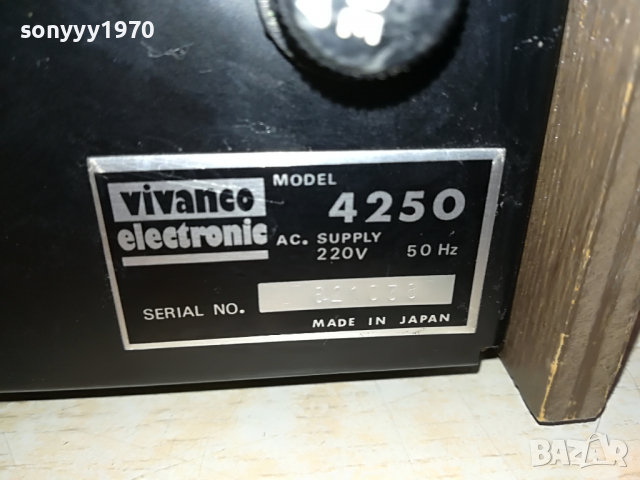 sonyyy1970
vivanco electronic
MODEL 4250
AC. SUPPLY 220V 50 Hz
SERIAL NO.
MADE IN JAPAN
BAZAR